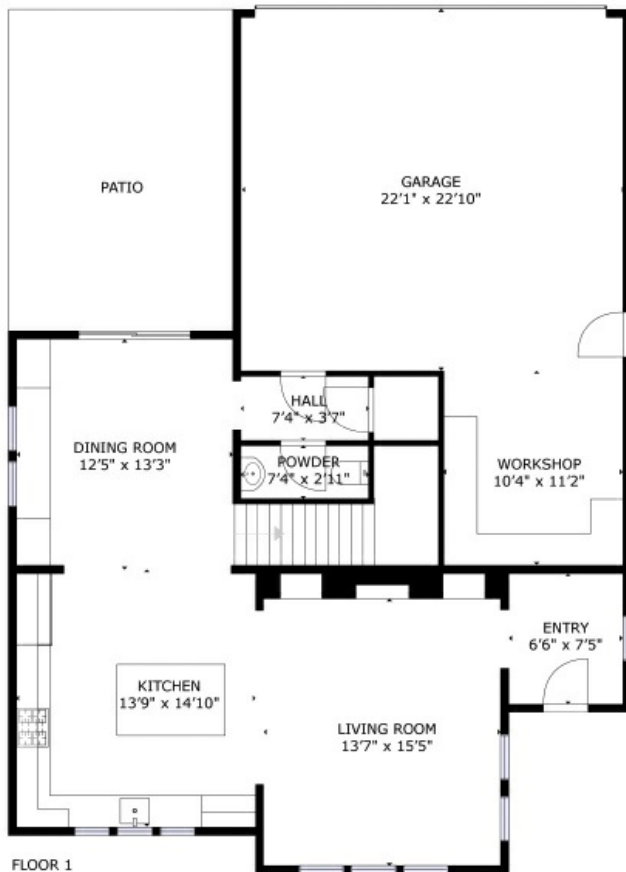 PATIO
GARAGE
22'1" x 22'10"
HALL
7'4" x 3'7"
DINING ROOM
12'5" x 13'3"
POWDER
7'4" x 2'11"
WORKSHOP
10'4" x 11'2"
ENTRY
6'6" x 7'5"
KITCHEN
13'9" x 14'10"
LIVING ROOM
13'7" x 15'5"
FLOOR 1